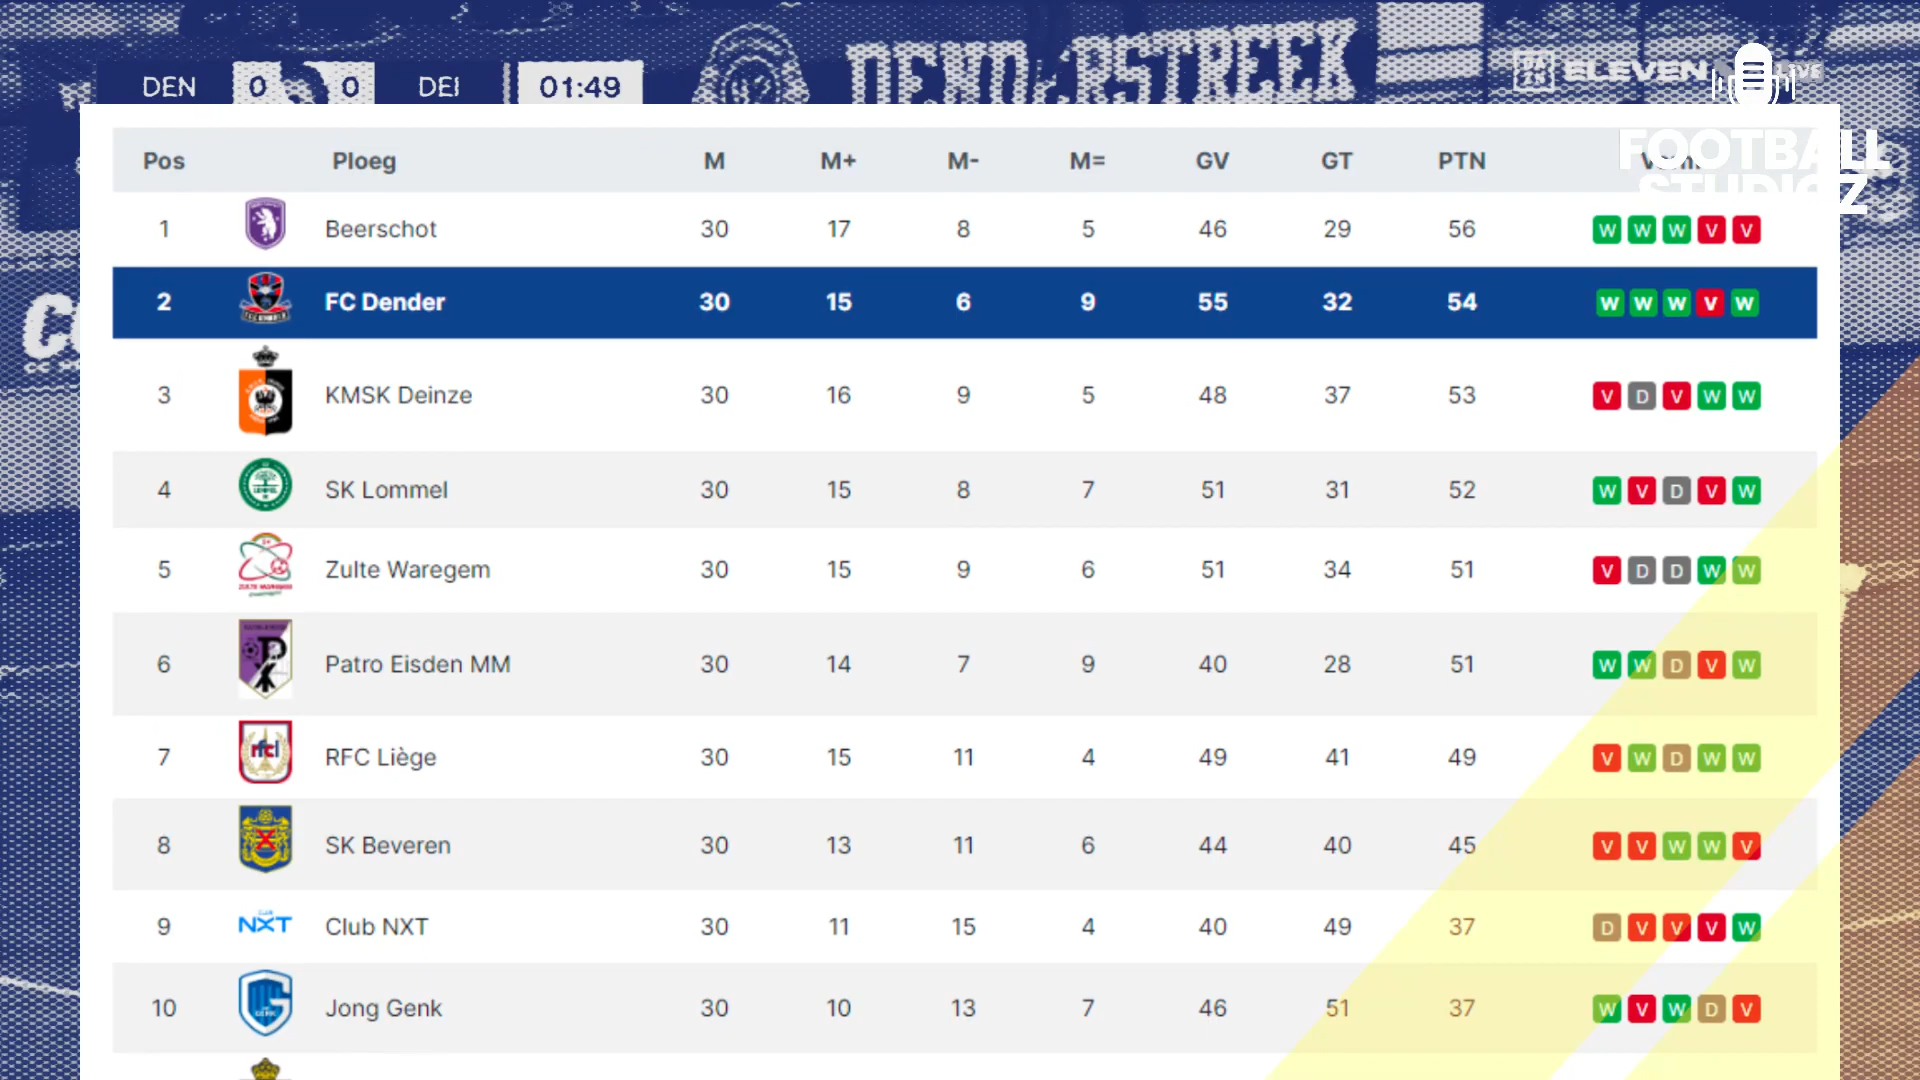 DENDERSTREEK
DEN 0 0 DEI 01:49
ELEVEN
LIVE
FOOTBALL
STUDIOZ
Pos Ploeg M M+ M- M= GV GT PTN
1 Beerschot 30 17 8 5 46 29 56 W W W V V
2 FC Dender 30 15 6 9 55 32 54 W W W V W
3 KMSK Deinze 30 16 9 5 48 37 53 V D V W W
4 SK Lommel 30 15 8 7 51 31 52 W V D V W
5 Zulte Waregem 30 15 9 6 51 34 51 V D D W W
6 Patro Eisden MM 30 14 7 9 40 28 51 W W D V W
7 RFC Liège 30 15 11 4 49 41 49 V W D W W
8 SK Beveren 30 13 11 6 44 40 45 V V W W V
9 NXT Club NXT 30 11 15 4 40 49 37 D V V V W
10 Jong Genk 30 10 13 7 46 51 37 W V W D V